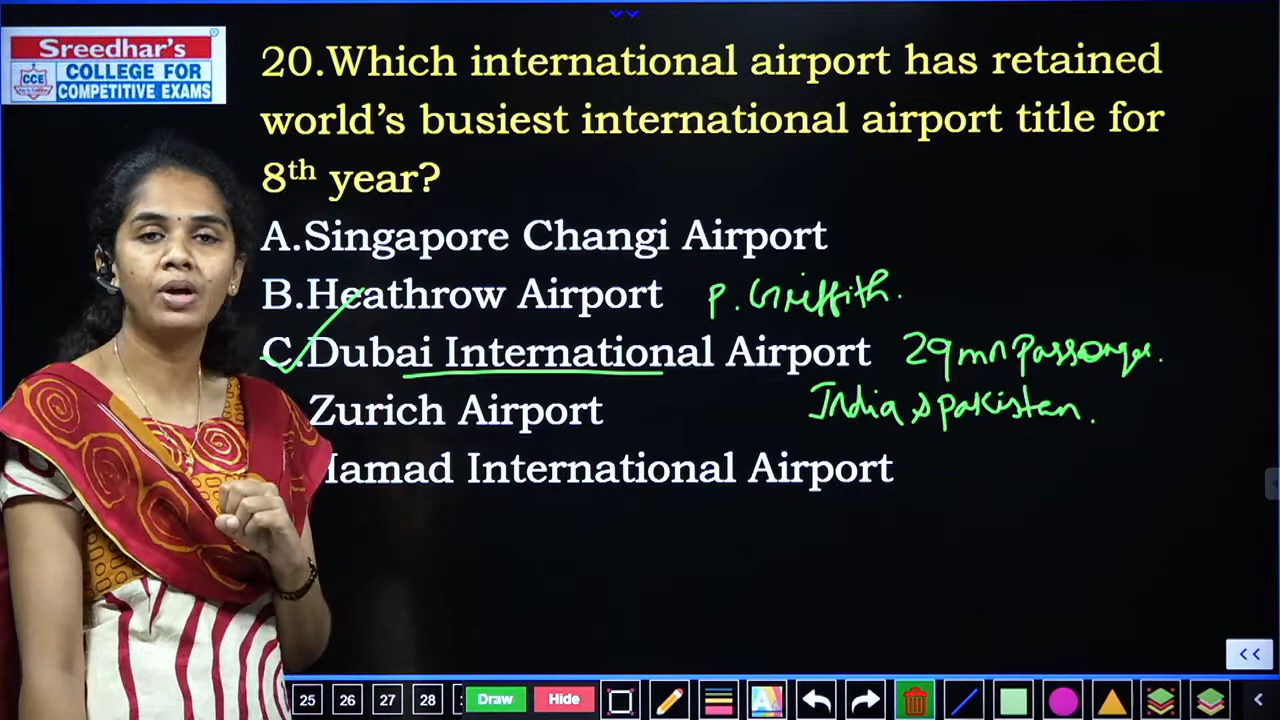 Sreedhar's
CCE
COLLEGE FOR
COMPETITIVE EXAMS
20.Which international airport has retained
world's busiest international airport title for
8th year?
A.Singapore Changi Airport
B.Heathrow Airport P. Griffith.
C.Dubai International Airport 29mn Passenger.
Zurich Airport India & Pakistan.
Hamad International Airport
25 26 27 28 Draw Hide A <<